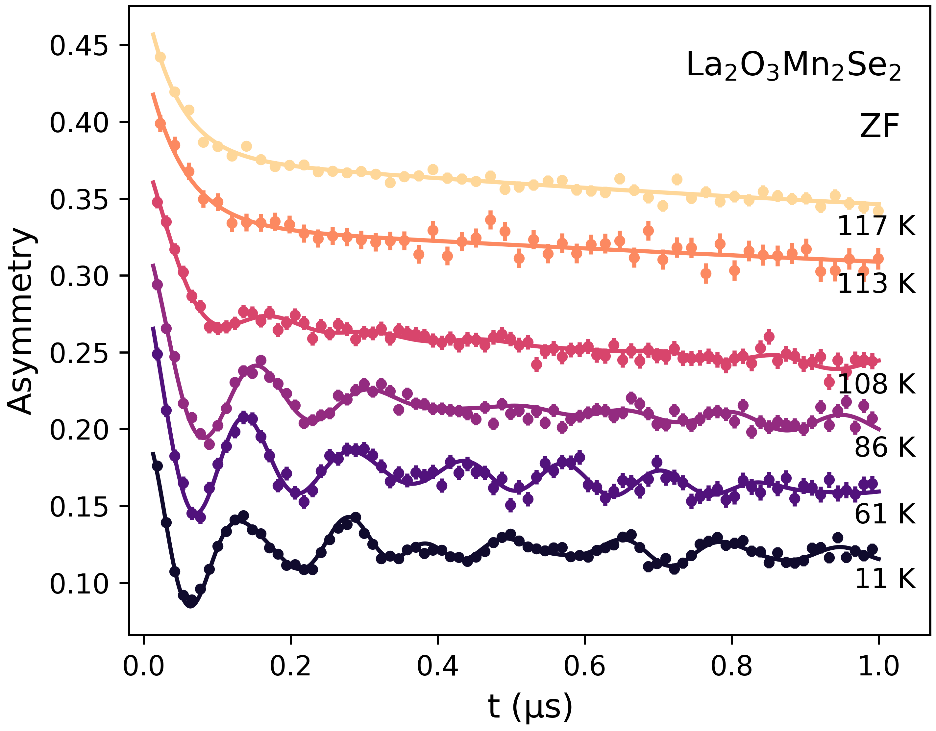 La₂O₃Mn₂Se₂
ZF
Asymmetry
0.45
0.40
0.35
0.30
0.25
0.20
0.15
0.10
117 K
113 K
108 K
86 K
61 K
11 K
0.0 0.2 0.4 0.6 0.8 1.0
t (μs)